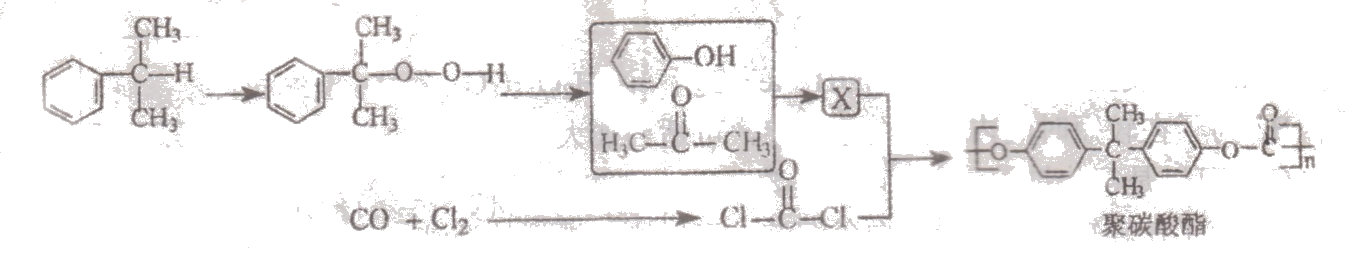 CH₃
C—H
CH₃
CH₃
C—O—O—H
CH₃
OH
O
H₃C—C—CH₃
X
CO + Cl₂
O
Cl—C—Cl
CH₃
O
[O C O—C]n
CH₃
聚碳酸酯